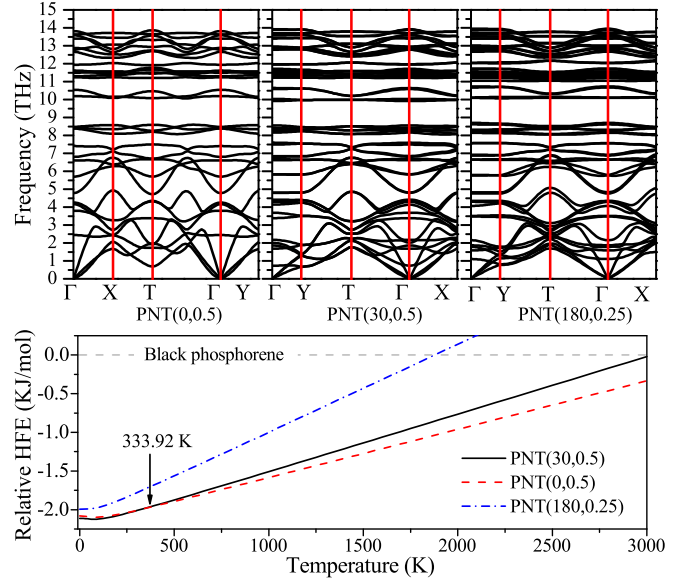 15
14
13
12
11
10
9
8
7
6
5
4
3
2
1
0
Frequency (THz)
Γ X T Γ Y
Γ Y T Γ X
Γ Y T Γ X
PNT(0,0.5)
PNT(30,0.5)
PNT(180,0.25)
Relative HFE (KJ/mol)
0.0
-0.5
-1.0
-1.5
-2.0
Black phosphorene
333.92 K
PNT(30,0.5)
PNT(0,0.5)
PNT(180,0.25)
0 500 1000 1500 2000 2500 3000
Temperature (K)